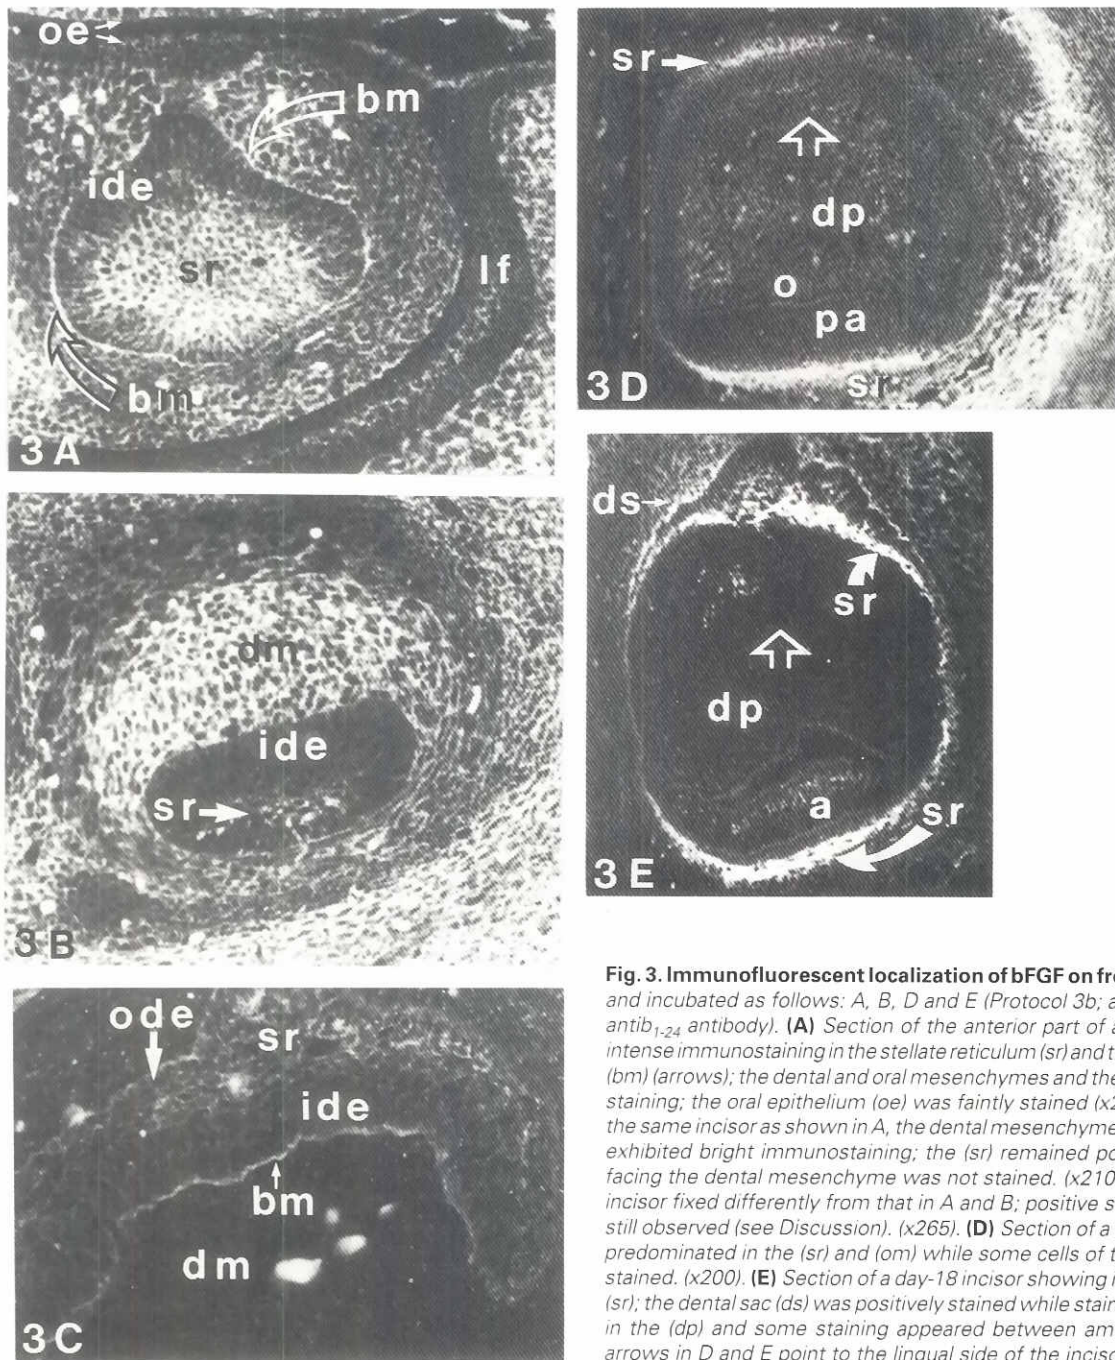 oe
bm
ide
sr
lf
bm
3A
sr
dp
o
pa
sr
3D
dm
ide
sr
3B
ds
sr
dp
a
sr
3E
ode
sr
ide
bm
dm
3C
Fig. 3. Immunofluorescent localization of bFGF on fro
and incubated as follows: A, B, D and E (Protocol 3b; a
antib1-24 antibody). (A) Section of the anterior part of a
intense immunostaining in the stellate reticulum (sr) and t
(bm) (arrows); the dental and oral mesenchymes and the
staining; the oral epithelium (oe) was faintly stained (x2
the same incisor as shown in A, the dental mesenchyme
exhibited bright immunostaining; the (sr) remained po
facing the dental mesenchyme was not stained. (x210
incisor fixed differently from that in A and B; positive s
still observed (see Discussion). (x265). (D) Section of a
predominated in the (sr) and (om) while some cells of t
stained. (x200). (E) Section of a day-18 incisor showing i
(sr); the dental sac (ds) was positively stained while stain
in the (dp) and some staining appeared between am
arrows in D and E point to the lingual side of the inciso